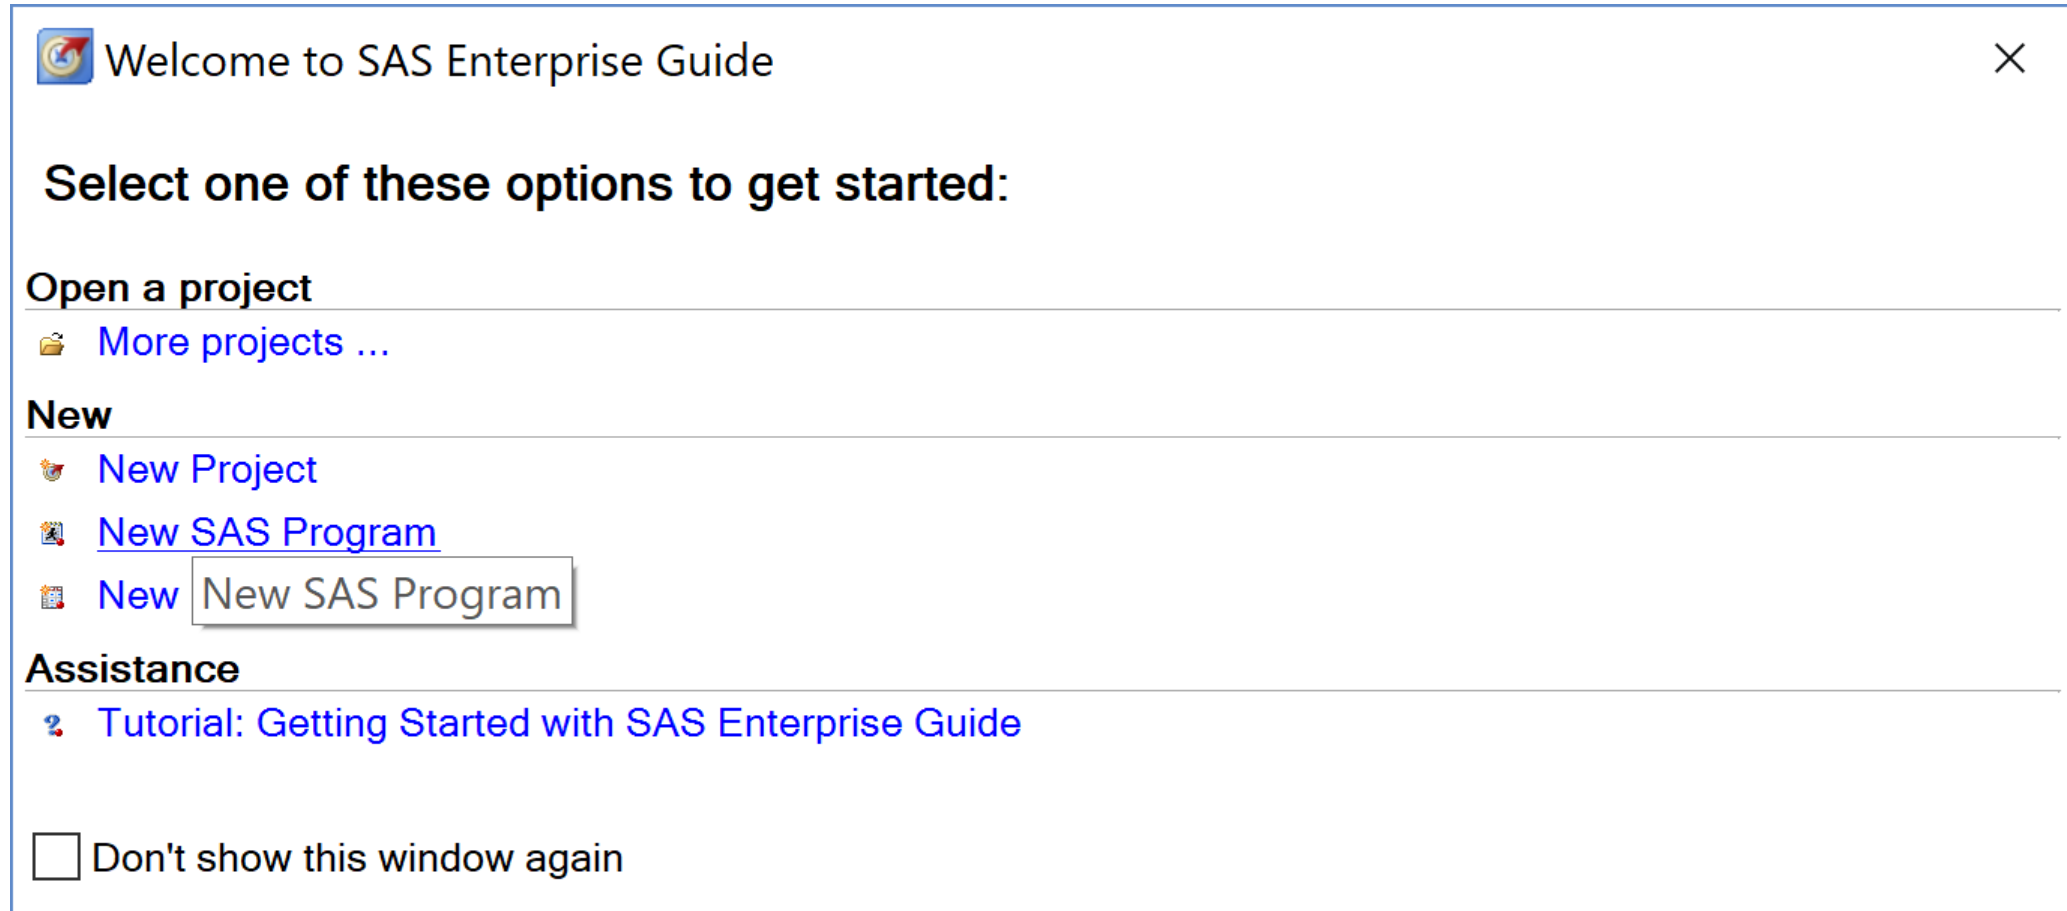 Welcome to SAS Enterprise Guide
Select one of these options to get started:
Open a project
More projects ...
New
New Project
New SAS Program
New
New SAS Program
Assistance
Tutorial: Getting Started with SAS Enterprise Guide
Don't show this window again